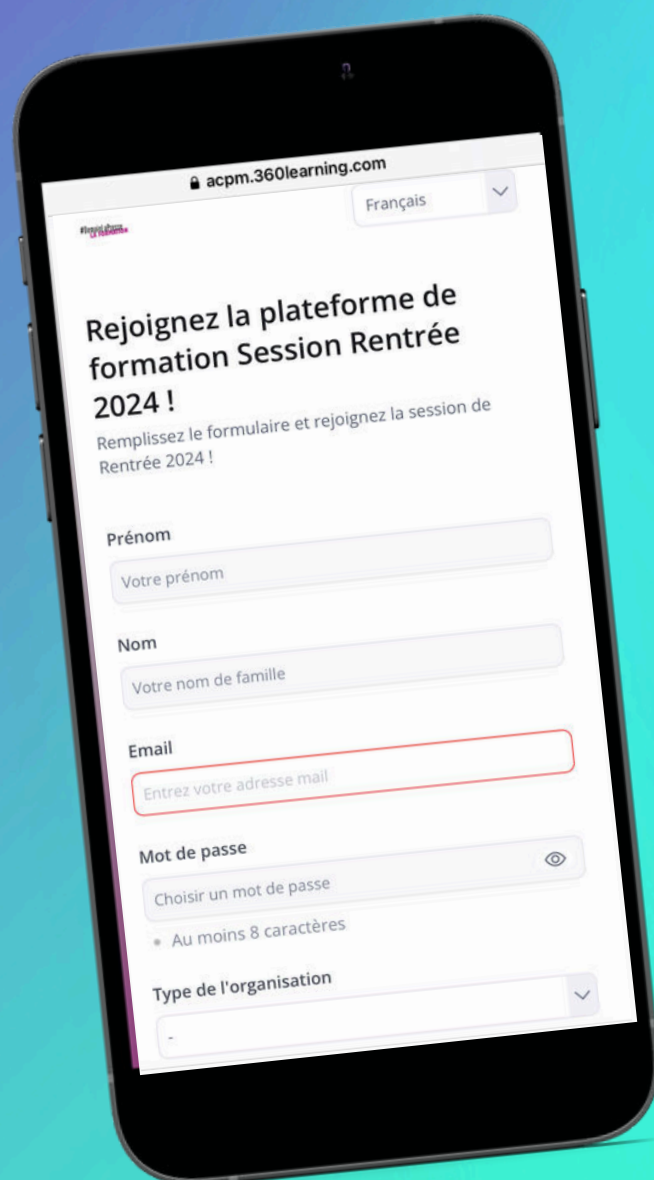 acpm.360learning.com
Français
LA FORMATION
Rejoignez la plateforme de
formation Session Rentrée
2024 !
Remplissez le formulaire et rejoignez la session de
Rentrée 2024 !
Prénom
Votre prénom
Nom
Votre nom de famille
Email
Entrez votre adresse mail
Mot de passe
Choisir un mot de passe
Au moins 8 caractères
Type de l'organisation
-